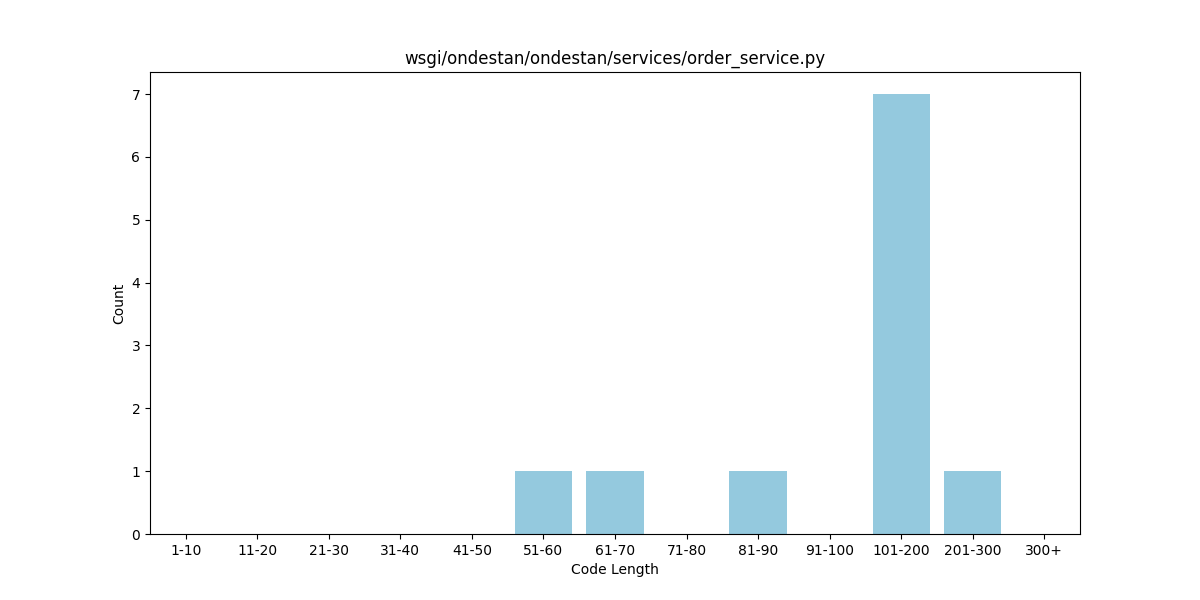 wsgi/ondestan/ondestan/services/order_service.py
7
6
5
4
3
2
1
0
Count
1-10 11-20 21-30 31-40 41-50 51-60 61-70 71-80 81-90 91-100 101-200 201-300 300+
Code Length